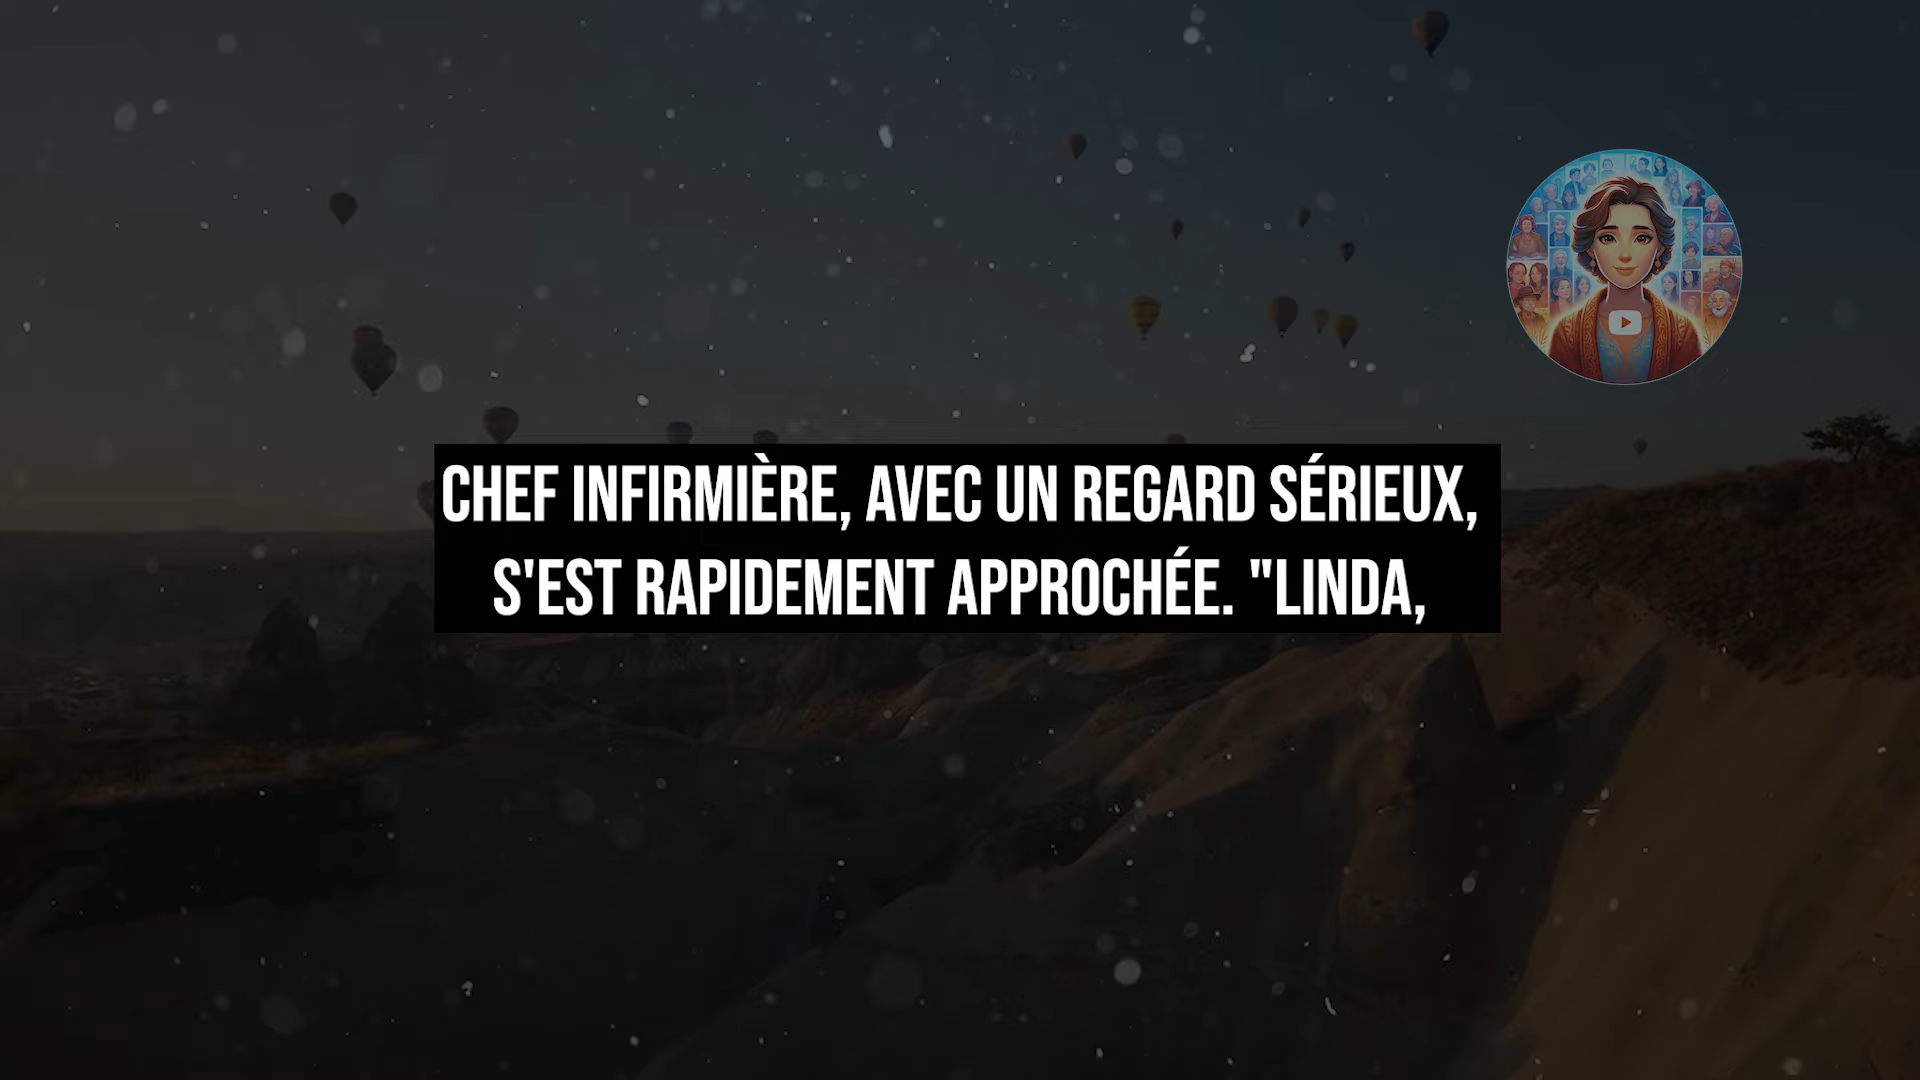 CHEF INFIRMIÈRE, AVEC UN REGARD SÉRIEUX,
S'EST RAPIDEMENT APPROCHÉE. "LINDA,